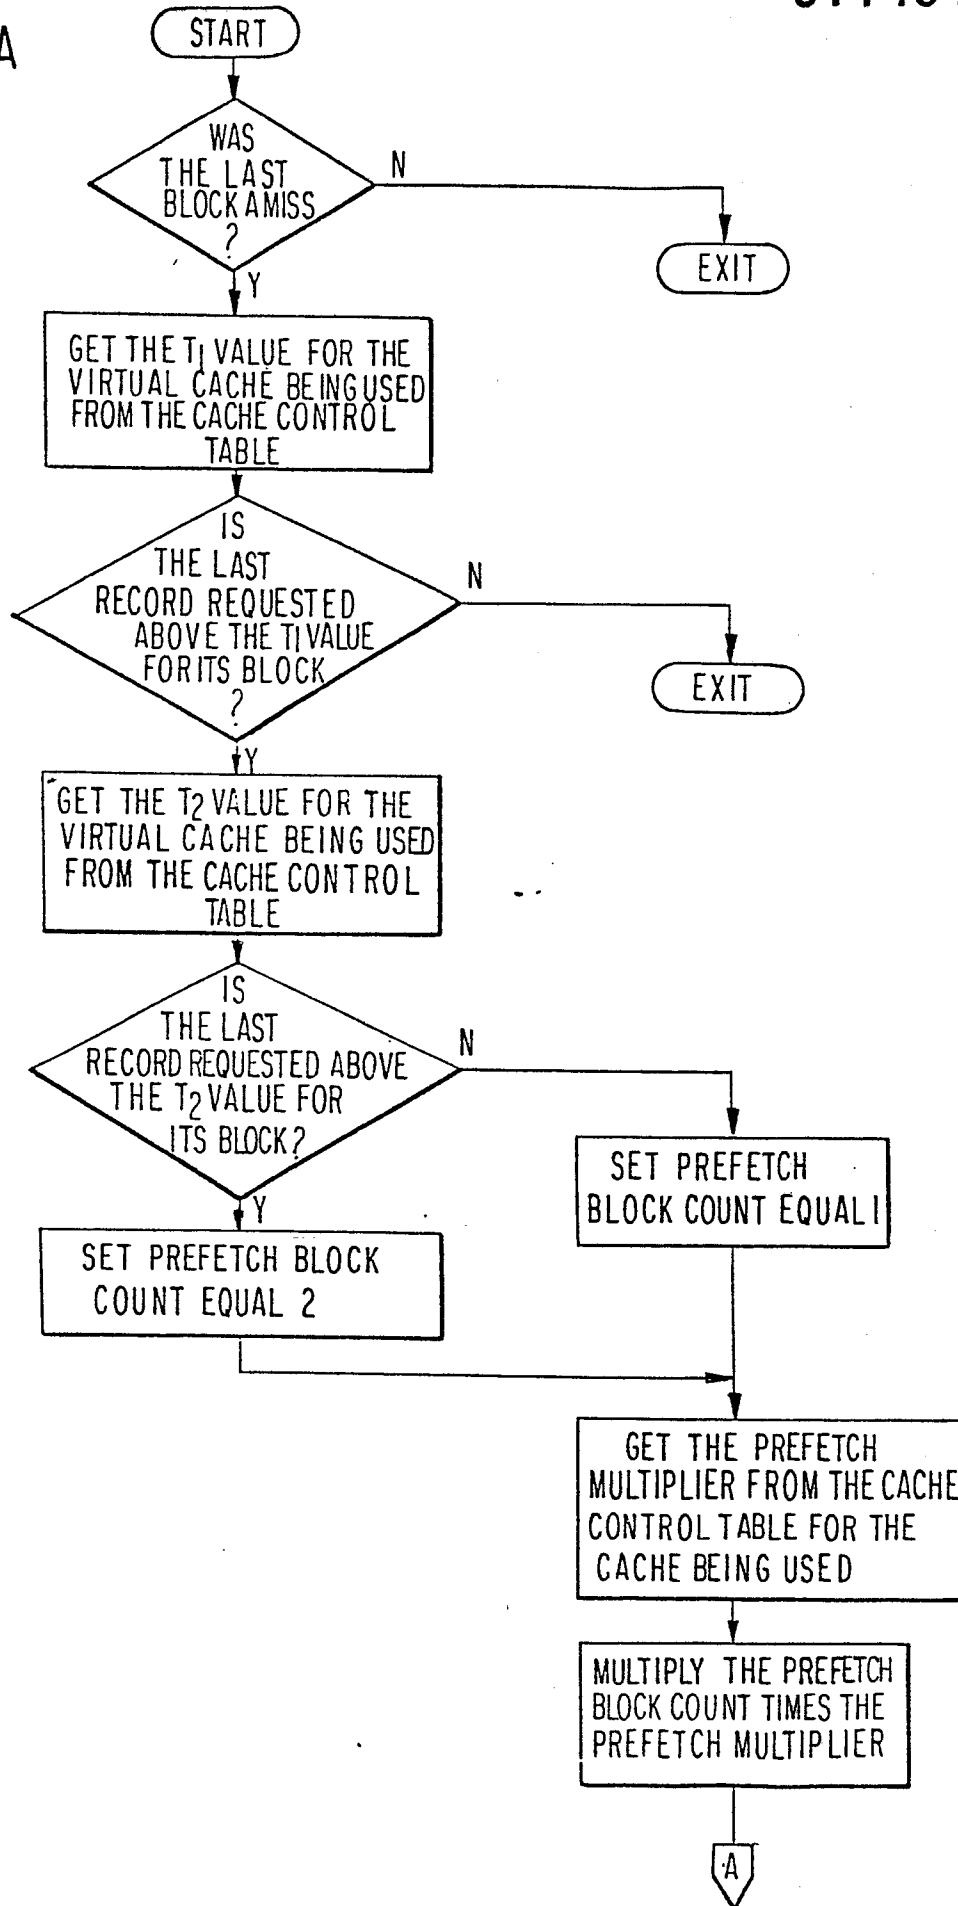 A
START
WAS
THE LAST
BLOCK A MISS
?
N
EXIT
Y
GET THE T1 VALUE FOR THE
VIRTUAL CACHE BEING USED
FROM THE CACHE CONTROL
TABLE
IS
THE LAST
RECORD REQUESTED
ABOVE THE T1 VALUE
FOR ITS BLOCK
?
N
EXIT
Y
GET THE T2 VALUE FOR THE
VIRTUAL CACHE BEING USED
FROM THE CACHE CONTROL
TABLE
IS
THE LAST
RECORD REQUESTED ABOVE
THE T2 VALUE FOR
ITS BLOCK?
N
SET PREFETCH
BLOCK COUNT EQUAL 1
Y
SET PREFETCH BLOCK
COUNT EQUAL 2
GET THE PREFETCH
MULTIPLIER FROM THE CACHE
CONTROL TABLE FOR THE
CACHE BEING USED
MULTIPLY THE PREFETCH
BLOCK COUNT TIMES THE
PREFETCH MULTIPLIER
A